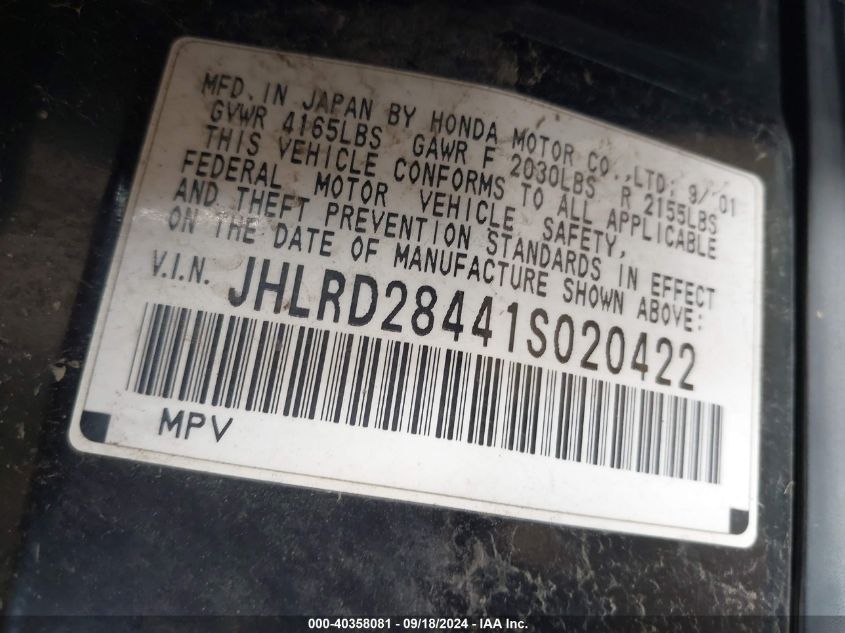 MFD. IN JAPAN BY HONDA MOTOR CO.,LTD: 9/'01
GVWR 4165LBS GAWR F 2030LBS R 2155LBS
THIS VEHICLE CONFORMS TO ALL APPLICABLE
FEDERAL MOTOR VEHICLE SAFETY,
AND THEFT PREVENTION STANDARDS IN EFFECT
ON THE DATE OF MANUFACTURE SHOWN ABOVE:
V.I.N. JHLRD28441S020422
MPV
000-40358081 - 09/18/2024 - IAA Inc.